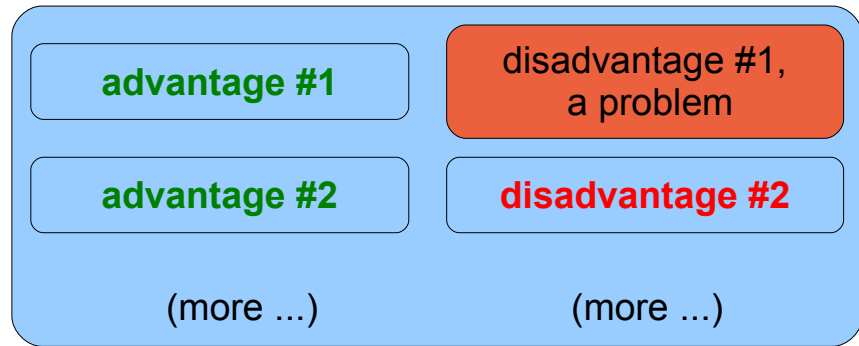 advantage #1
disadvantage #1,
a problem
advantage #2
disadvantage #2
(more ...)
(more ...)